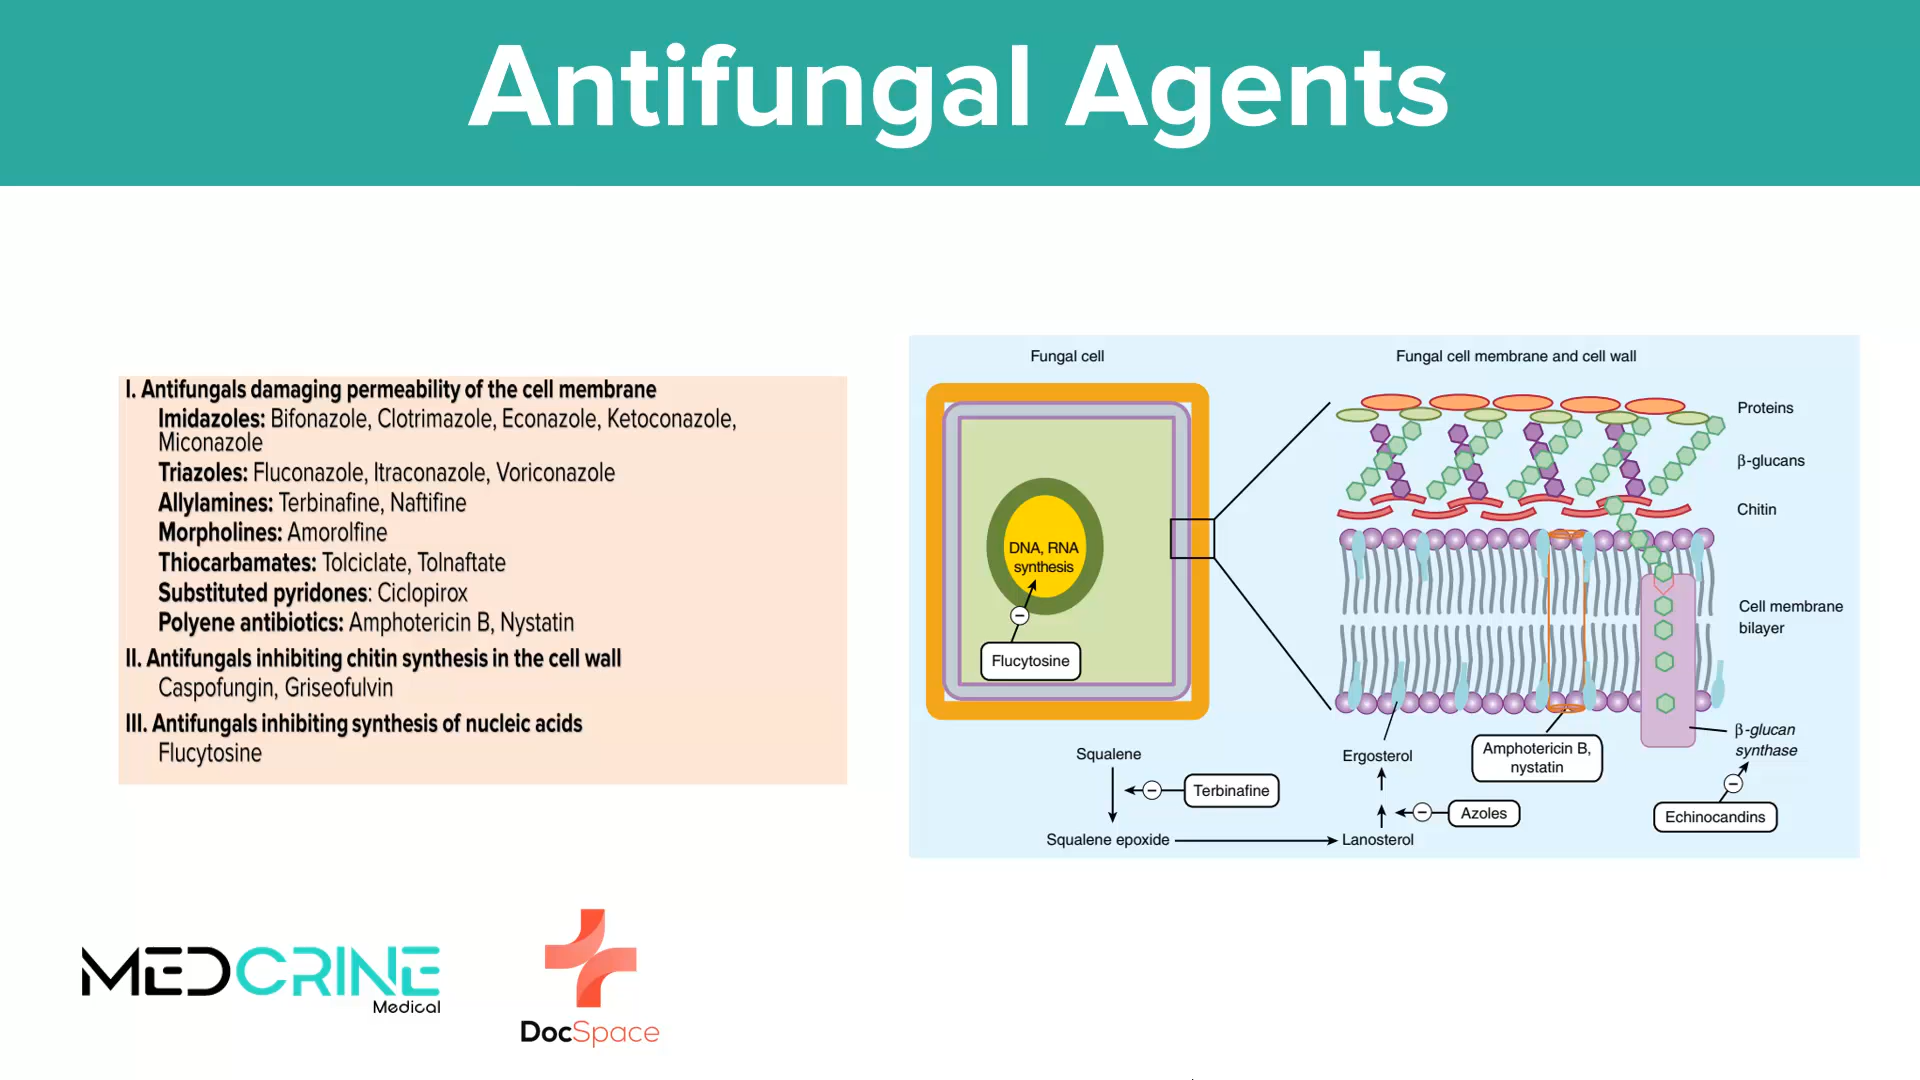 Antifungal Agents
I. Antifungals damaging permeability of the cell membrane
Imidazoles: Bifonazole, Clotrimazole, Econazole, Ketoconazole,
Miconazole
Triazoles: Fluconazole, Itraconazole, Voriconazole
Allylamines: Terbinafine, Naftifine
Morpholines: Amorolfine
Thiocarbamates: Tolciclate, Tolnaftate
Substituted pyridones: Ciclopirox
Polyene antibiotics: Amphotericin B, Nystatin
II. Antifungals inhibiting chitin synthesis in the cell wall
Caspofungin, Griseofulvin
III. Antifungals inhibiting synthesis of nucleic acids
Flucytosine
Fungal cell
Fungal cell membrane and cell wall
DNA, RNA
synthesis
Flucytosine
Proteins
β-glucans
Chitin
Cell membrane
bilayer
β-glucan
synthase
Squalene
Terbinafine
Squalene epoxide
Ergosterol
Azoles
Lanosterol
Amphotericin B,
nystatin
Echinocandins
MEDCRINE
Medical
DocSpace